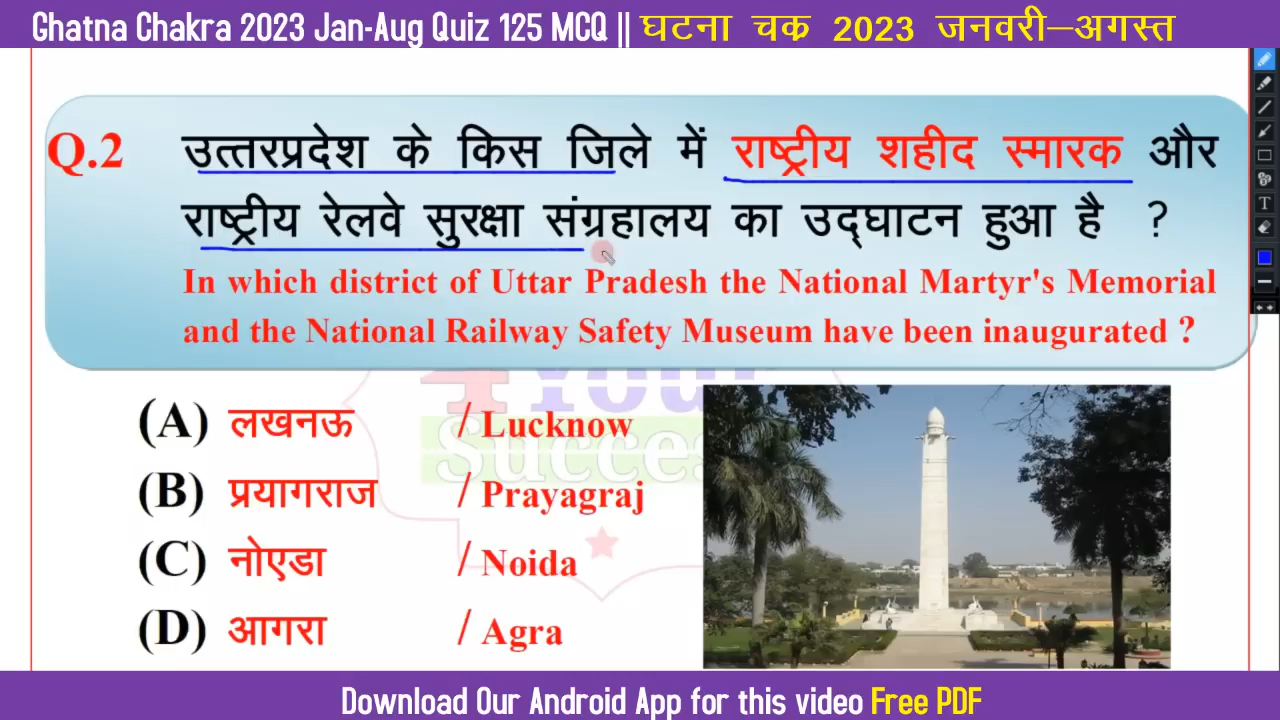 Ghatna Chakra 2023 Jan-Aug Quiz 125 MCQ || घटना चक्र 2023 जनवरी–अगस्त
Q.2 उत्तरप्रदेश के किस जिले में राष्ट्रीय शहीद स्मारक और
राष्ट्रीय रेलवे सुरक्षा संग्रहालय का उद्घाटन हुआ है ?
In which district of Uttar Pradesh the National Martyr's Memorial
and the National Railway Safety Museum have been inaugurated ?
(A) लखनऊ / Lucknow
(B) प्रयागराज / Prayagraj
(C) नोएडा / Noida
(D) आगरा / Agra
4 Your
Success
Download Our Android App for this video Free PDF